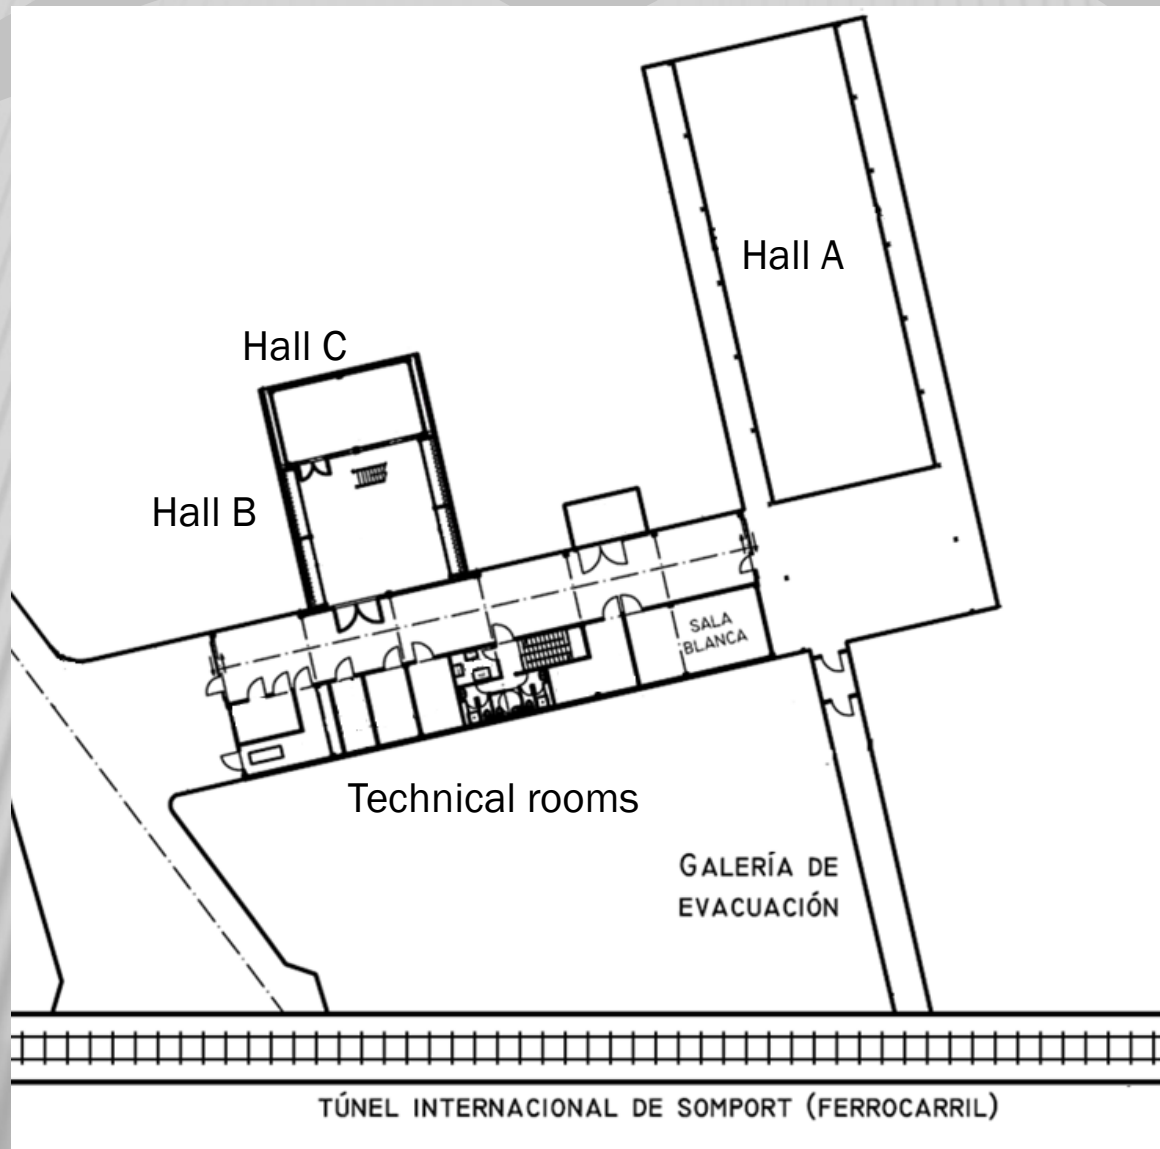 Hall A
Hall C
Hall B
SALA
BLANCA
Technical rooms
GALERÍA DE
EVACUACIÓN
TÚNEL INTERNACIONAL DE SOMPORT (FERROCARRIL)